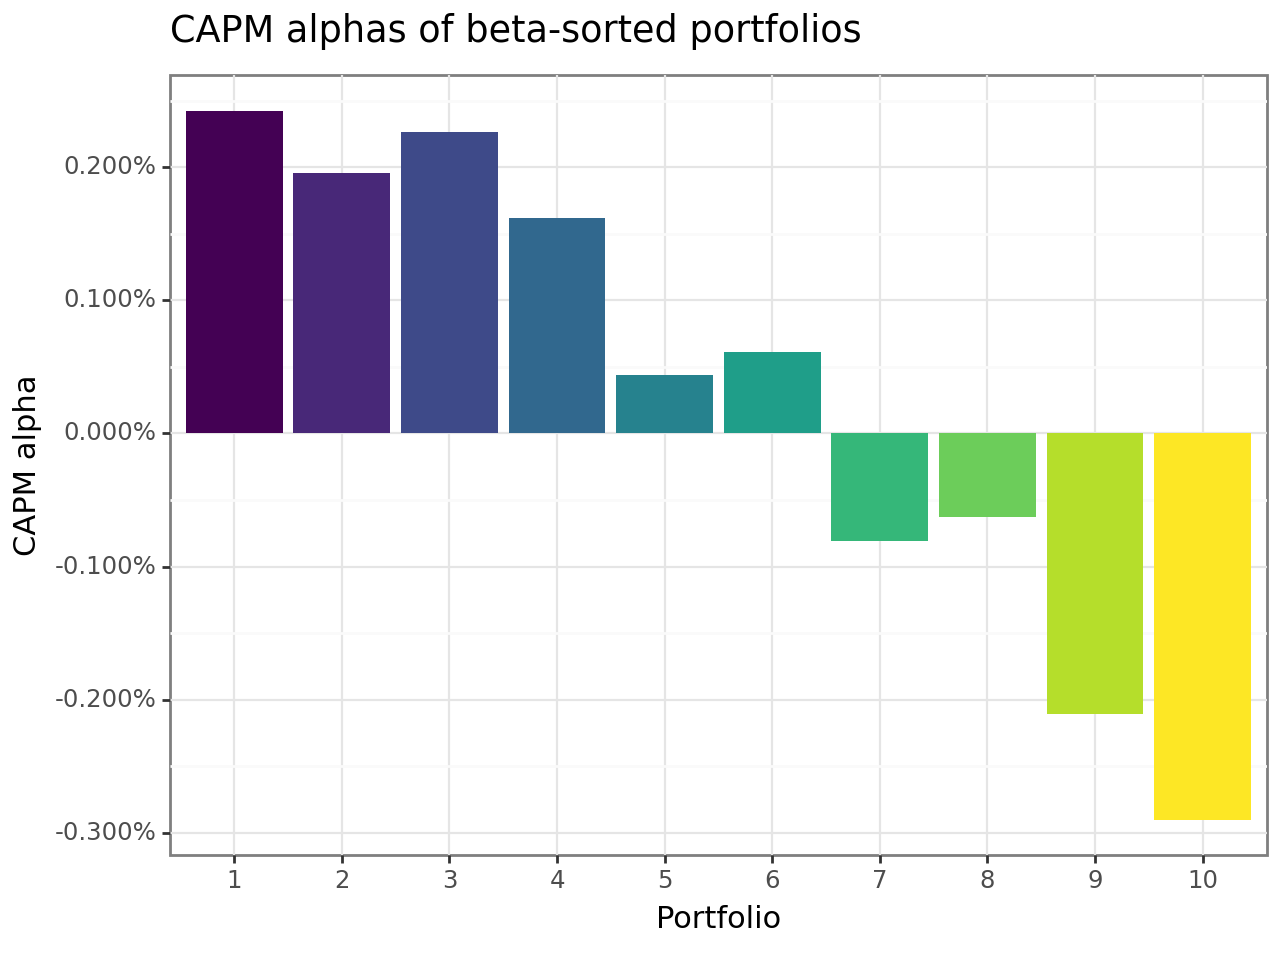 CAPM alphas of beta-sorted portfolios
CAPM alpha
0.200%
0.100%
0.000%
-0.100%
-0.200%
-0.300%
1 2 3 4 5 6 7 8 9 10
Portfolio